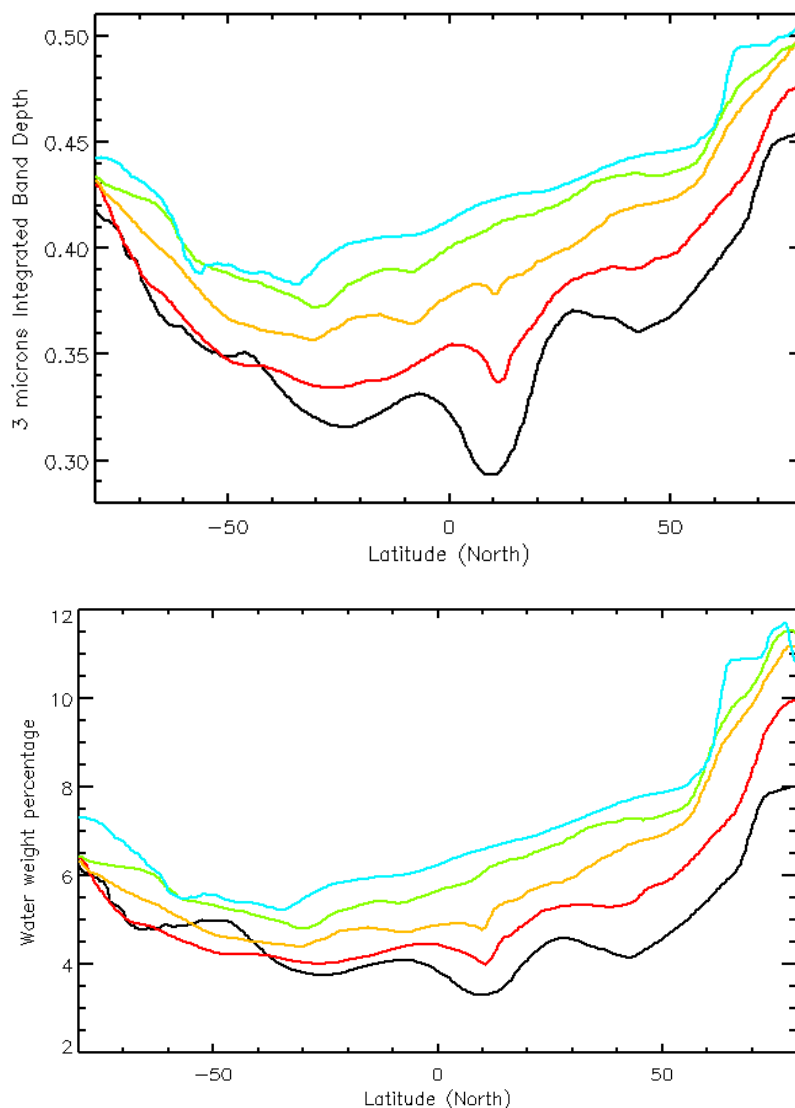 0.50
0.45
0.40
0.35
0.30
3 microns Integrated Band Depth
-50 0 50
Latitude (North)
12
10
8
6
4
2
Water weight percentage
-50 0 50
Latitude (North)